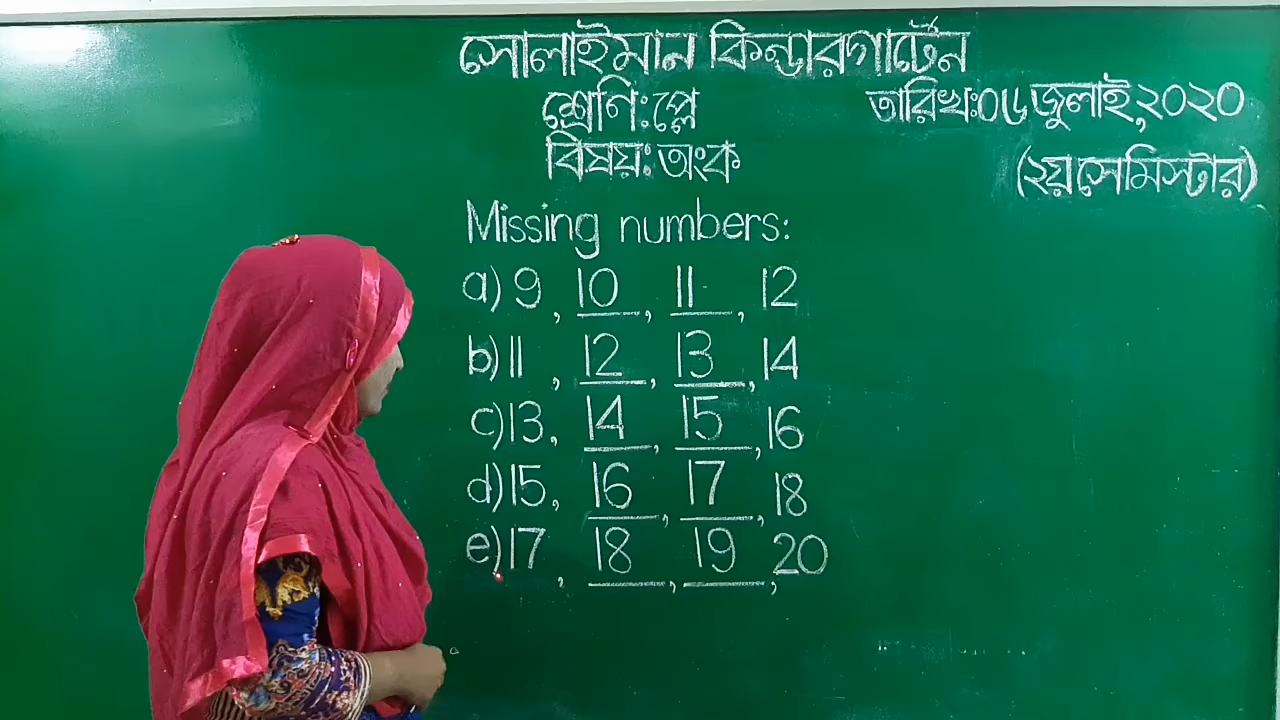 সোলাইমান কিন্ডারগার্টেন
শ্রেণি:প্লে
তারিখ:০৬ জুলাই,২০২০
বিষয়: অংক
(২য় সেমিস্টার)
Missing numbers:
a) 9, 10, 11, 12
b) 11, 12, 13, 14
c) 13, 14, 15, 16
d) 15, 16, 17, 18
e) 17, 18, 19, 20